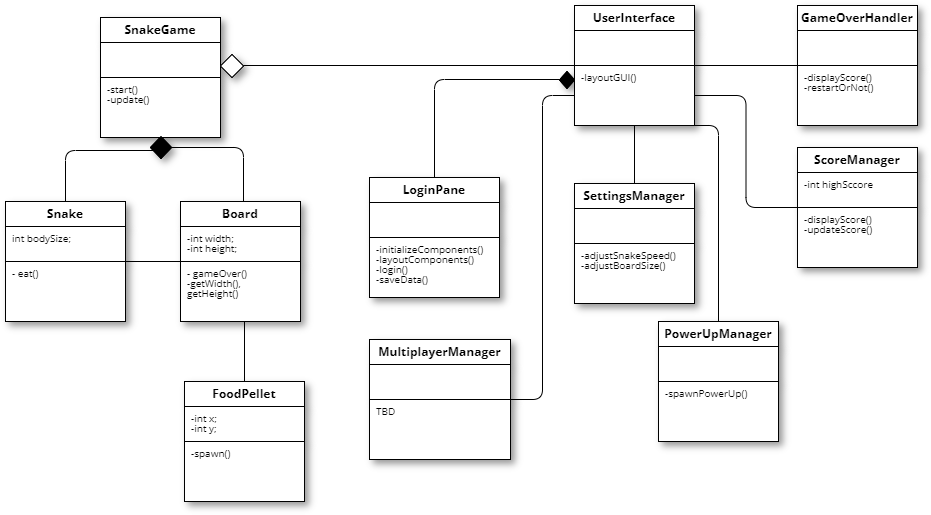 SnakeGame
-start()
-update()
UserInterface
-layoutGUI()
GameOverHandler
-displayScore()
-restartOrNot()
ScoreManager
-int highSccore
-displayScore()
-updateScore()
LoginPane
-initializeComponents()
-layoutComponents()
-login()
-saveData()
SettingsManager
-adjustSnakeSpeed()
-adjustBoardSize()
Snake
int bodySize;
- eat()
Board
-int width;
-int height;
- gameOver()
-getWidth(),
getHeight()
MultiplayerManager
TBD
PowerUpManager
-spawnPowerUp()
FoodPellet
-int x;
-int y;
-spawn()